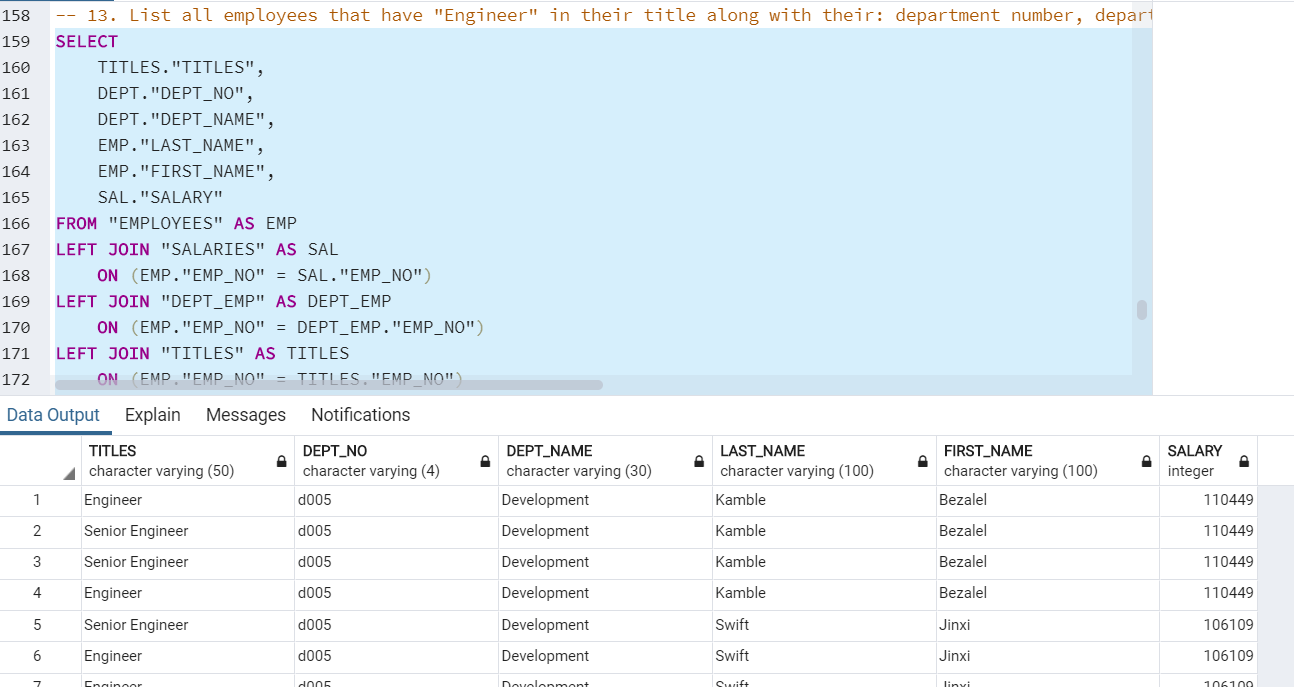 158 -- 13. List all employees that have "Engineer" in their title along with their: department number, depart
159 SELECT
160 TITLES."TITLES",
161 DEPT."DEPT_NO",
162 DEPT."DEPT_NAME",
163 EMP."LAST_NAME",
164 EMP."FIRST_NAME",
165 SAL."SALARY"
166 FROM "EMPLOYEES" AS EMP
167 LEFT JOIN "SALARIES" AS SAL
168 ON (EMP."EMP_NO" = SAL."EMP_NO")
169 LEFT JOIN "DEPT_EMP" AS DEPT_EMP
170 ON (EMP."EMP_NO" = DEPT_EMP."EMP_NO")
171 LEFT JOIN "TITLES" AS TITLES
172 ON (EMP."EMP_NO" = TITLES."EMP_NO")
Data Output Explain Messages Notifications
TITLES DEPT_NO DEPT_NAME LAST_NAME FIRST_NAME SALARY
character varying (50) character varying (4) character varying (30) character varying (100) character varying (100) integer
1 Engineer d005 Development Kamble Bezalel 110449
2 Senior Engineer d005 Development Kamble Bezalel 110449
3 Senior Engineer d005 Development Kamble Bezalel 110449
4 Engineer d005 Development Kamble Bezalel 110449
5 Senior Engineer d005 Development Swift Jinxi 106109
6 Engineer d005 Development Swift Jinxi 106109
7 Engineer d005 Development Swift Jinxi 106109